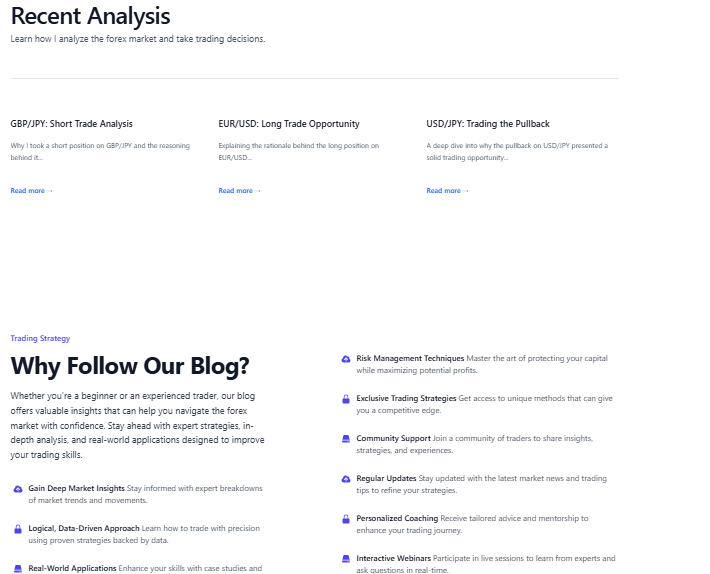 Recent Analysis
Learn how I analyze the forex market and take trading decisions.
GBP/JPY: Short Trade Analysis
Why I took a short position on GBP/JPY and the reasoning
behind it...
Read more →
EUR/USD: Long Trade Opportunity
Explaining the rationale behind the long position on
EUR/USD...
Read more →
USD/JPY: Trading the Pullback
A deep dive into why the pullback on USD/JPY presented a
solid trading opportunity...
Read more →
Trading Strategy
Why Follow Our Blog?
Whether you're a beginner or an experienced trader, our blog
offers valuable insights that can help you navigate the forex
market with confidence. Stay ahead with expert strategies, in-
depth analysis, and real-world applications designed to improve
your trading skills.
Gain Deep Market Insights Stay informed with expert breakdowns
of market trends and movements.
Logical, Data-Driven Approach Learn how to trade with precision
using proven strategies backed by data.
Real-World Applications Enhance your skills with case studies and
Risk Management Techniques Master the art of protecting your capital
while maximizing potential profits.
Exclusive Trading Strategies Get access to unique methods that can give
you a competitive edge.
Community Support Join a community of traders to share insights,
strategies, and experiences.
Regular Updates Stay updated with the latest market news and trading
tips to refine your strategies.
Personalized Coaching Receive tailored advice and mentorship to
enhance your trading journey.
Interactive Webinars Participate in live sessions to learn from experts and
ask questions in real-time.